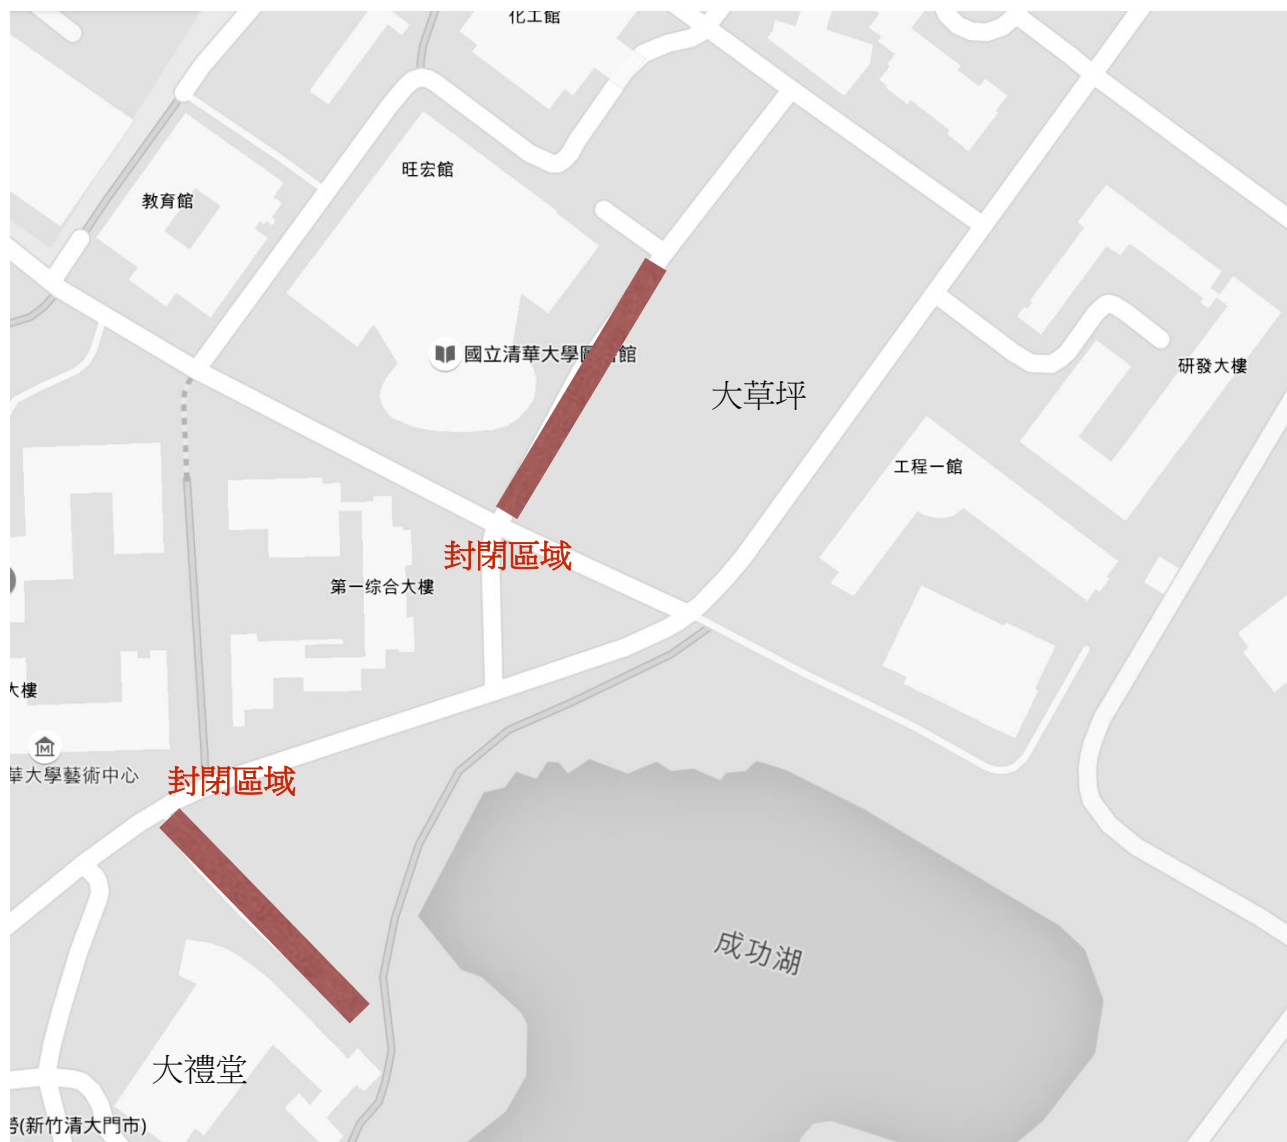 化工館
旺宏館
教育館
國立清華大學圖 館
研發大樓
大草坪
工程一館
封閉區域
第一综合大樓
大樓
華大學藝術中心
封閉區域
成功湖
大禮堂
(新竹清大門市)